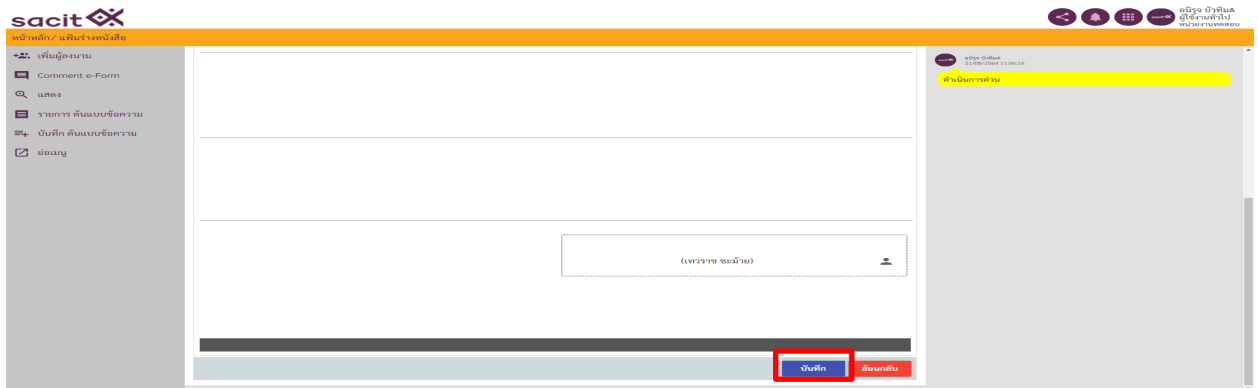 sacit
อนิรุจ บัวทิมA
ผู้ใช้งานทั่วไป
หน่วยงานทดสอบ
หน้าหลัก/ แฟ้มร่างหนังสือ
เพิ่มผู้ลงนาม
Comment e-Form
แสดง
รายการ ต้นแบบข้อความ
บันทึก ต้นแบบข้อความ
ย่อเมนู
(เทวราช ชะม้าย)
บันทึก
ย้อนกลับ
อนิรุจ บัวทิมA
21/08/2564 11:06:16
ดำเนินการด่วน